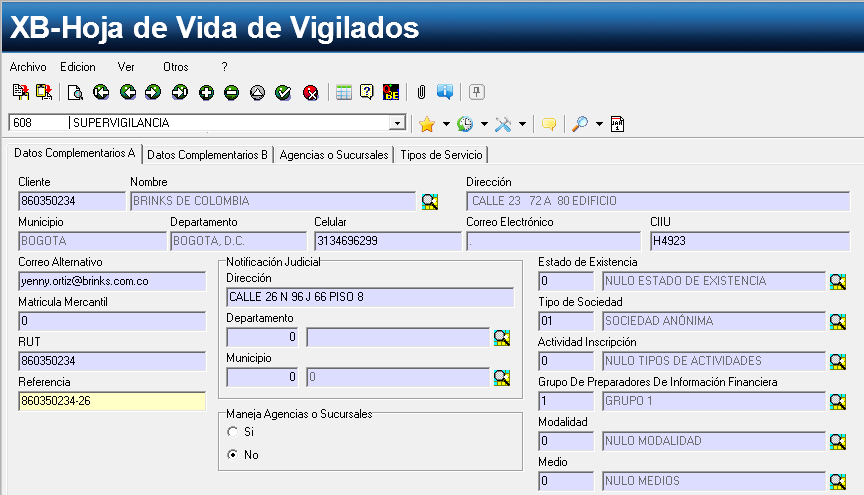 XB-Hoja de Vida de Vigilados
Archivo Edicion Ver Otros ?
608 SUPERVIGILANCIA
Datos Complementarios A Datos Complementarios B Agencias o Sucursales Tipos de Servicio
Cliente Nombre Dirección
860350234 BRINKS DE COLOMBIA CALLE 23 72 A 80 EDIFICIO
Municipio Departamento Celular Correo Electrónico CIIU
BOGOTA BOGOTA, D.C. 3134696299 . H4923
Correo Alternativo Notificación Judicial Estado de Existencia
yenny.ortiz@brinks.com.co Dirección 0 NULO ESTADO DE EXISTENCIA
Matricula Mercantil CALLE 26 N 96 J 66 PISO 8 Tipo de Sociedad
0 Departamento 01 SOCIEDAD ANÓNIMA
RUT 0 Actividad Inscripción
860350234 Municipio 0 NULO TIPOS DE ACTIVIDADES
Referencia 0 0 Grupo De Preparadores De Información Financiera
860350234-26 1 GRUPO 1
Maneja Agencias o Sucursales Modalidad
Si 0 NULO MODALIDAD
No Medio
0 NULO MEDIOS